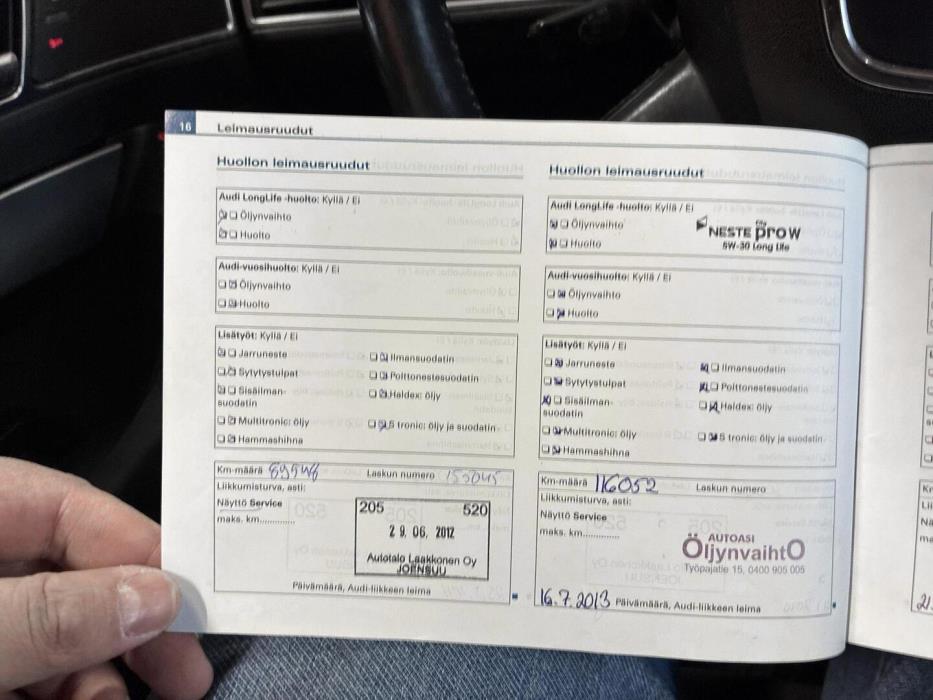 16 Leimausruudut
Huollon leimausruudut
Audi LongLife -huolto: Kyllä / Ei
Öljynvaihto
Huolto
Audi-vuosihuolto: Kyllä / Ei
Öljynvaihto
Huolto
Lisätyöt: Kyllä / Ei
Jarruneste Ilmansuodatin
Sytytystulpat Polttonestesuodatin
Sisäilman- Haldex: öljy
suodatin
Multitronic: öljy S tronic: öljy ja suodatin
Hammashihna
Km-määrä 89546 Laskun numero 155045
Liikkumisturva, asti:
Näyttö Service
maks. km.............
205 520
29.06.2012
Autotalo Laakkonen Oy
JOENSUU
Päivämäärä, Audi-liikkeen leima
Huollon leimausruudut
Audi LongLife -huolto: Kyllä / Ei
Öljynvaihto
Huolto
NESTE pro W
5W-30 Long Life
Audi-vuosihuolto: Kyllä / Ei
Öljynvaihto
Huolto
Lisätyöt: Kyllä / Ei
Jarruneste Ilmansuodatin
Sytytystulpat Polttonestesuodatin
Sisäilman- Haldex: öljy
suodatin
Multitronic: öljy S tronic: öljy ja suodatin
Hammashihna
Km-määrä 116052 Laskun numero
Liikkumisturva, asti:
Näyttö Service
maks. km.............
AUTOASI
ÖljynvaihtO
Työpajatie 15, 0400 905 005
16.7.2013 Päivämäärä, Audi-liikkeen leima